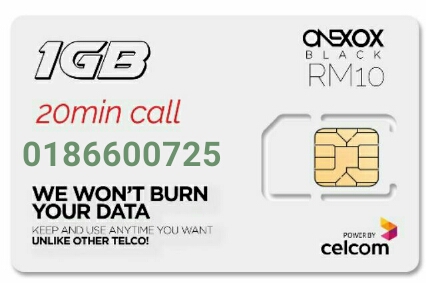 1GB
ONEXOX
BLACK
RM10
20min call
0186600725
WE WON'T BURN
YOUR DATA
KEEP AND USE ANYTIME YOU WANT
UNLIKE OTHER TELCO!
POWER BY
celcom